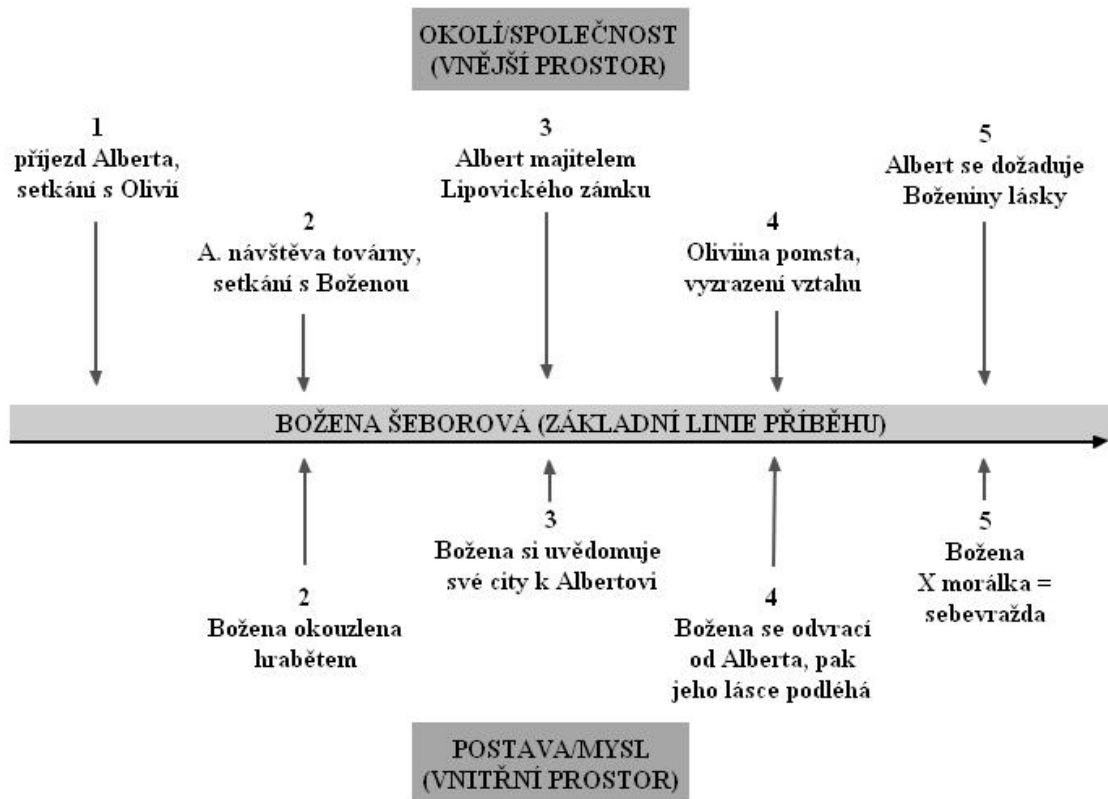 OKOLÍ/SPOLEČNOST
(VNĚJŠÍ PROSTOR)
1
příjezd Alberta,
setkání s Olivií
2
A. návštěva továrny,
setkání s Boženou
3
Albert majitelem
Lipovického zámku
4
Oliviina pomsta,
vyzrazení vztahu
5
Albert se dožaduje
Boženiny lásky
BOŽENA ŠEBOROVÁ (ZÁKLADNÍ LINIE PŘÍBĚHU)
2
Božena okouzlena
hrabětem
3
Božena si uvědomuje
své city k Albertovi
4
Božena se odvrací
od Alberta, pak
jeho lásce podléhá
5
Božena
X morálka =
sebevražda
POSTAVA/MYSL
(VNITŘNÍ PROSTOR)